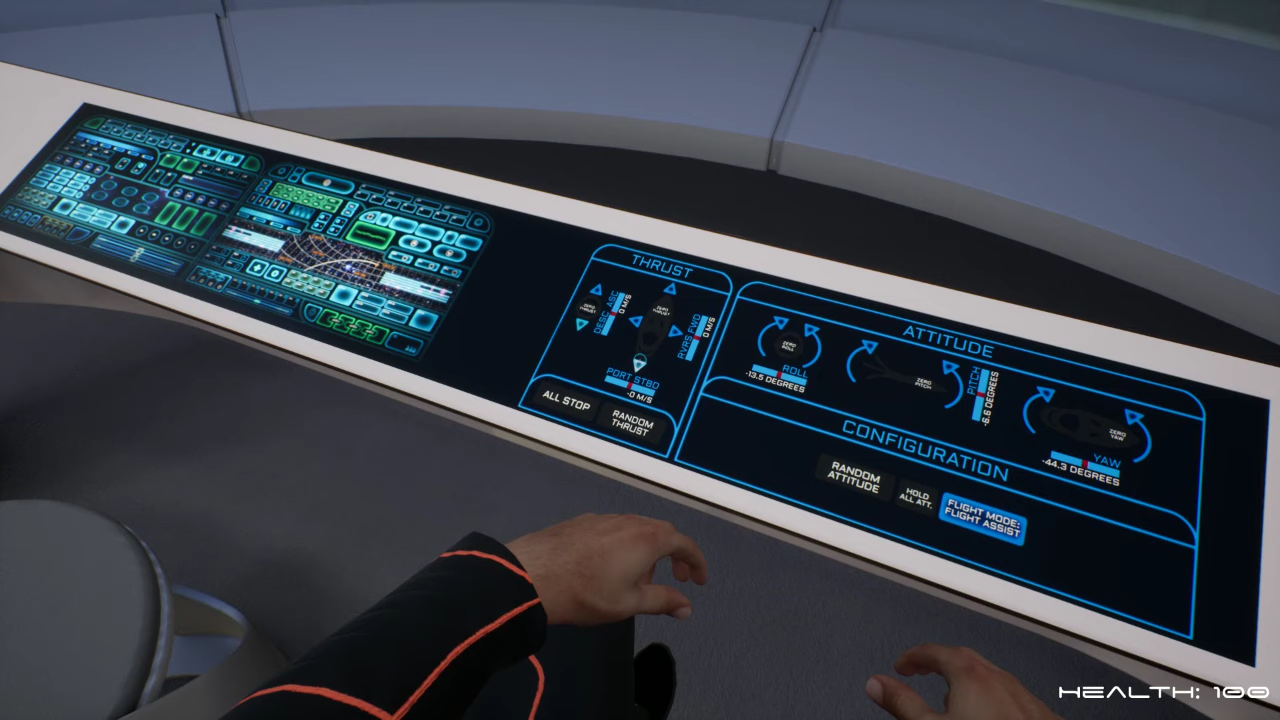 THRUST
ZERO
THRUST
DESC ASC
0 M/S
ZERO
THRUST
RVRS FWD
0 M/S
PORT STBD
-0 M/S
ALL STOP
RANDOM
THRUST
ATTITUDE
ZERO
ROLL
ROLL
-13.5 DEGREES
ZERO
PITCH
PITCH
-6.6 DEGREES
ZERO
YAW
YAW
-44.3 DEGREES
CONFIGURATION
RANDOM
ATTITUDE
HOLD
ALL ATT.
FLIGHT MODE:
FLIGHT ASSIST
HEALTH: 100